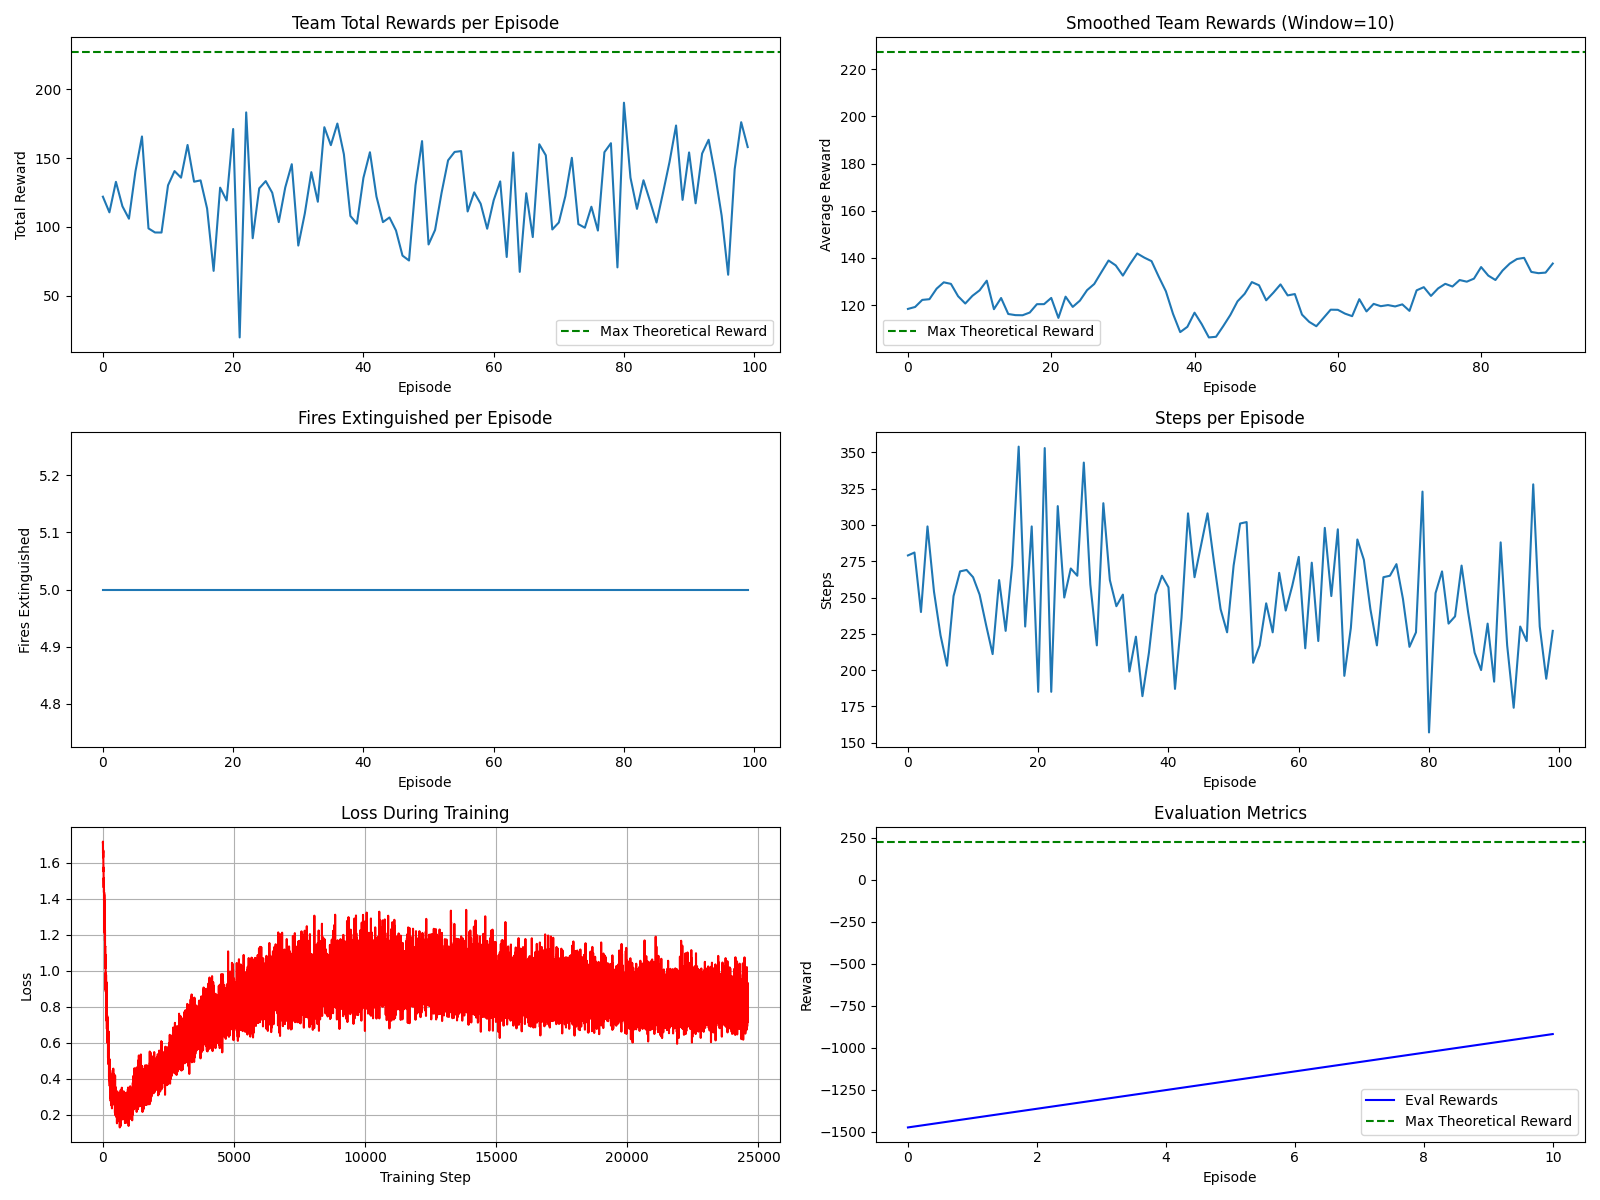 Team Total Rewards per Episode
Total Reward
200
150
100
50
0 20 40 60 80 100
Episode
Max Theoretical Reward
Smoothed Team Rewards (Window=10)
Average Reward
220
200
180
160
140
120
0 20 40 60 80
Episode
Max Theoretical Reward
Fires Extinguished per Episode
Fires Extinguished
5.2
5.1
5.0
4.9
4.8
0 20 40 60 80 100
Episode
Steps per Episode
Steps
350
325
300
275
250
225
200
175
150
0 20 40 60 80 100
Episode
Loss During Training
Loss
1.6
1.4
1.2
1.0
0.8
0.6
0.4
0.2
0 5000 10000 15000 20000 25000
Training Step
Evaluation Metrics
Reward
250
0
−250
−500
−750
−1000
−1250
−1500
0 2 4 6 8 10
Episode
Eval Rewards
Max Theoretical Reward